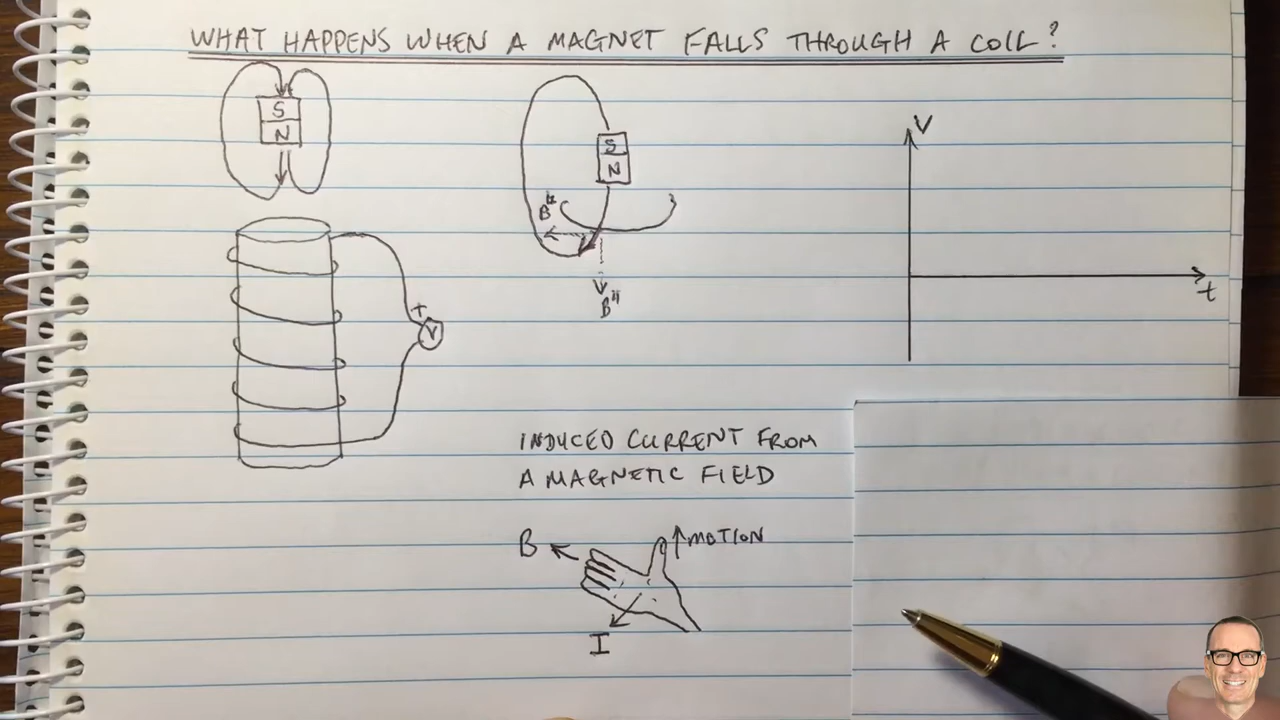 WHAT HAPPENS WHEN A MAGNET FALLS THROUGH A COIL?
S
N
+
V
S
N
B"
V
t
INDUCED CURRENT FROM
A MAGNETIC FIELD
B
MOTION
I